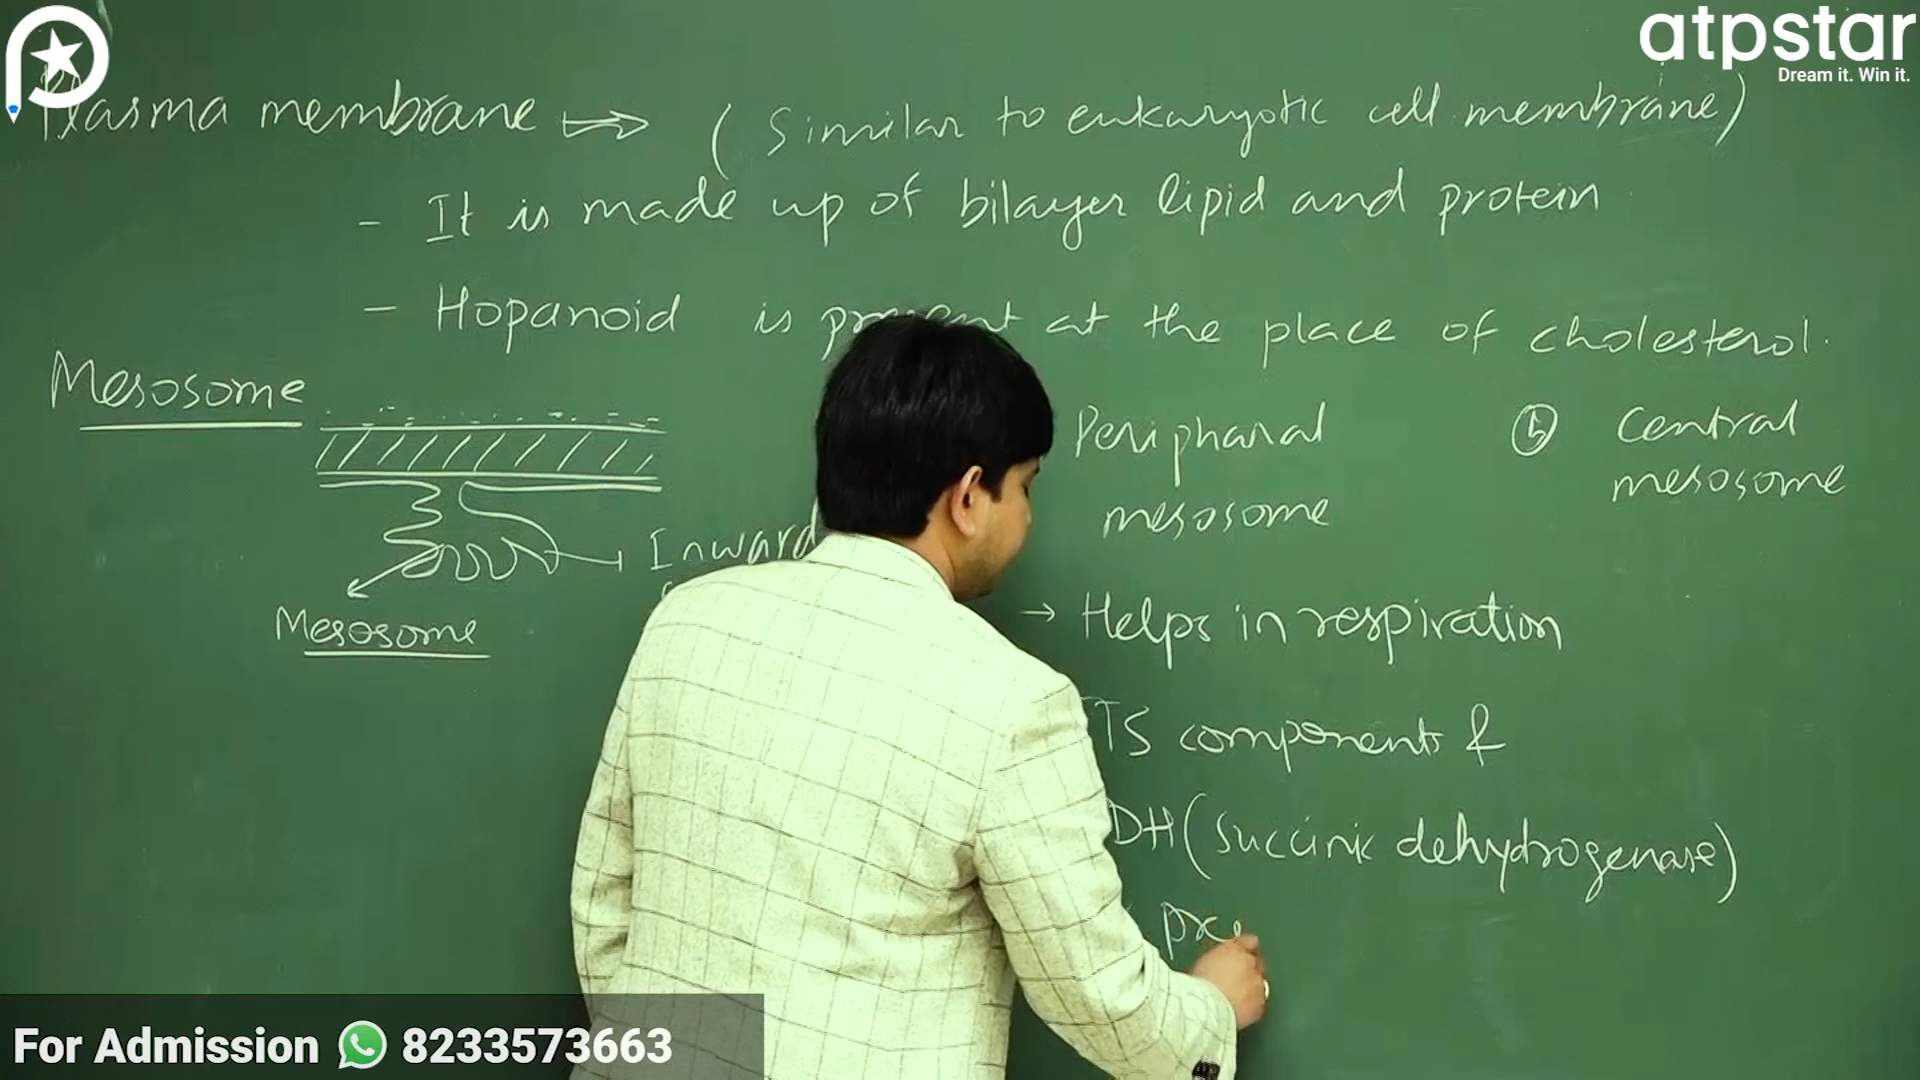 atpstar
Dream it. Win it.
Plasma membrane (Similar to eukaryotic cell membrane)
- It is made up of bilayer lipid and protein
- Hopanoid is present at the place of cholesterol.
Mesosome
Peripharal mesosome
ⓑ Central mesosome
Inward
Mesosome
→ Helps in respiration
TS components &
DH (succinic dehydrogenase)
For Admission 8233573663